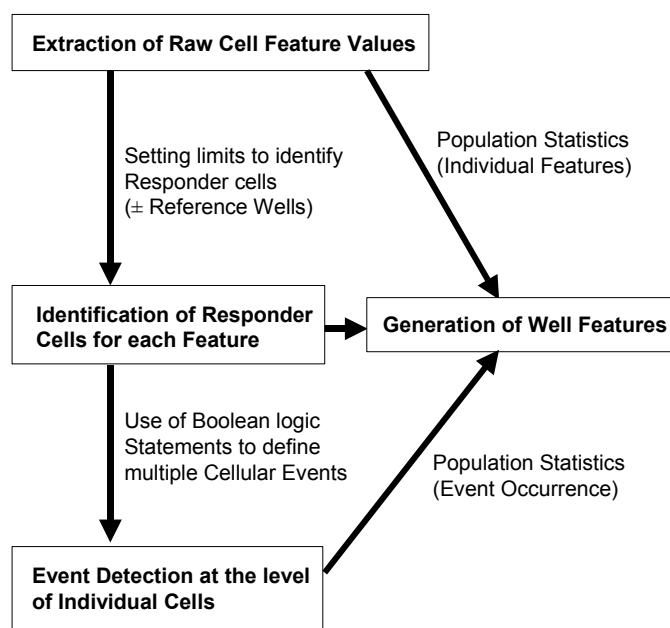 Extraction of Raw Cell Feature Values
Population Statistics
(Individual Features)
Setting limits to identify
Responder cells
(± Reference Wells)
Identification of Responder
Cells for each Feature
Generation of Well Features
Use of Boolean logic
Statements to define
multiple Cellular Events
Population Statistics
(Event Occurrence)
Event Detection at the level
of Individual Cells